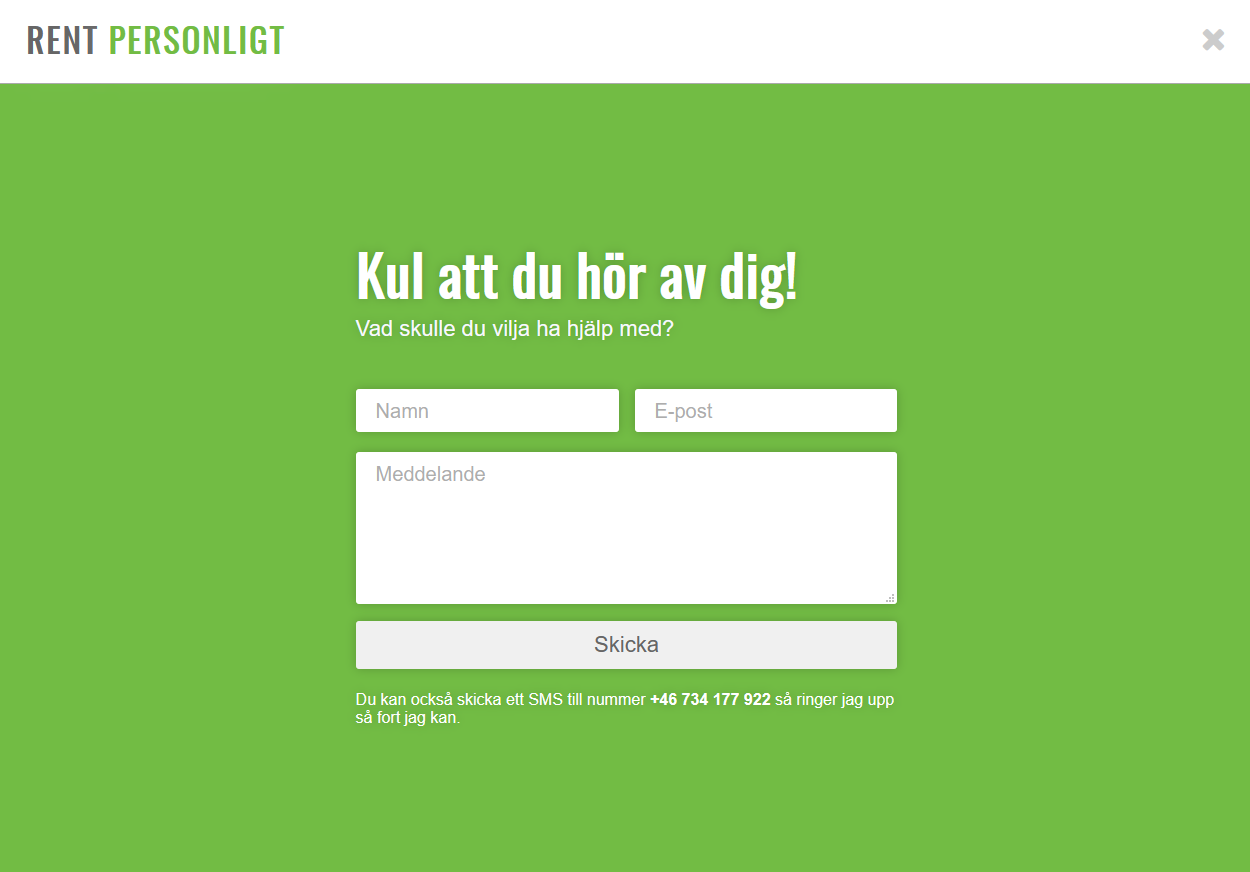 RENT PERSONLIGT
Kul att du hör av dig!
Vad skulle du vilja ha hjälp med?
Namn
E-post
Meddelande
Skicka
Du kan också skicka ett SMS till nummer +46 734 177 922 så ringer jag upp
så fort jag kan.